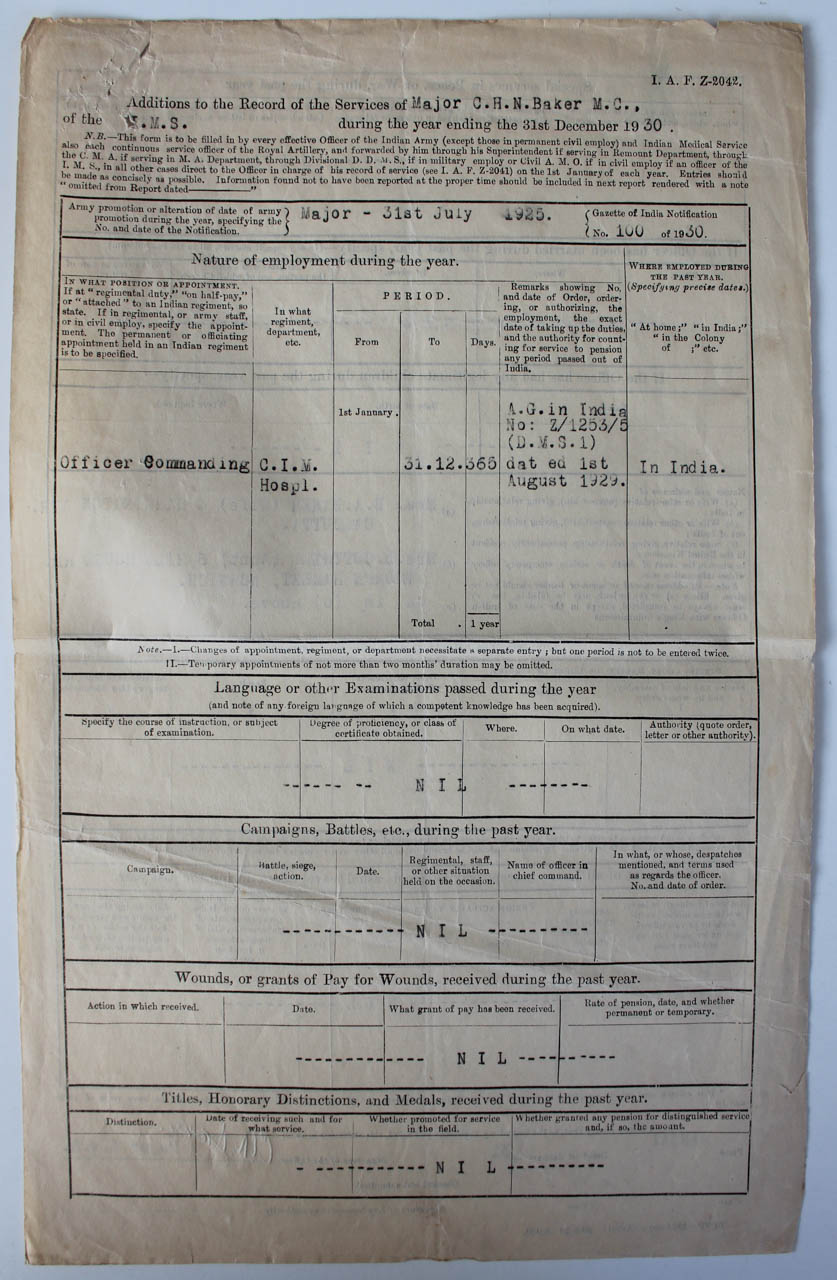 I. A. F. Z-2042.
Additions to the Record of the Services of Major C.H.N.Baker M.C.,
of the I.M.S. during the year ending the 31st December 1930.
N.B.—This form is to be filled in by every effective Officer of the Indian Army (except those in permanent civil employ) and Indian Medical Service
also each continuous service officer of the Royal Artillery, and forwarded by him through his Superintendent if serving in Remount Department, through
the C. M. A. if serving in M. A. Department, through Divisional D. D. M. S., if in military employ or Civil A. M. O. if in civil employ if an officer of the
I. M. S., in all other cases direct to the Officer in charge of his record of service (see I. A. F. Z-2041) on the 1st January of each year. Entries should
be made as concisely as possible. Information found not to have been reported at the proper time should be included in next report rendered with a note
"omitted from Report dated————"
Army promotion or alteration of date of army
promotion during the year, specifying the
No. and date of the Notification.
Major - 31st July 1925.
Gazette of India Notification
No. 100 of 1930.
Nature of employment during the year.
WHERE EMPLOYED DURING
THE PAST YEAR.
(Specifying precise dates.)
IN WHAT POSITION OR APPOINTMENT.
If at "regimental duty," "on half-pay,"
or "attached" to an Indian regiment, so
state. If in regimental, or army staff,
or in civil employ, specify the appoint-
ment. The permanent or officiating
appointment held in an Indian regiment
is to be specified.
In what
regiment,
department,
etc.
PERIOD.
From
To
Days.
Remarks showing No.
and date of Order, order-
ing, or authorizing, the
employment, the exact
date of taking up the duties,
and the authority for count-
ing for service to pension
any period passed out of
India.
"At home;" "in India;"
"in the Colony
of ;" etc.
Officer Commanding
C.I.M.
Hospl.
1st January.
31.12.
365
A.G.in India
No: Z/1253/5
(D.M.S.1)
dat ed 1st
August 1929.
In India.
Total . 1 year
Note.—I.—Changes of appointment, regiment, or department necessitate a separate entry; but one period is not to be entered twice.
II.—Temporary appointments of not more than two months' duration may be omitted.
Language or other Examinations passed during the year
(and note of any foreign language of which a competent knowledge has been acquired).
Specify the course of instruction, or subject
of examination.
Degree of proficiency, or class of
certificate obtained.
Where.
On what date.
Authority (quote order,
letter or other authority).
------- -- N I L ----------
Campaigns, Battles, etc., during the past year.
Campaign.
Battle, siege,
action.
Date.
Regimental, staff,
or other situation
held on the occasion.
Name of officer in
chief command.
In what, or whose, despatches
mentioned, and terms used
as regards the officer.
No. and date of order.
--------------- N I L ------------
Wounds, or grants of Pay for Wounds, received during the past year.
Action in which received.
Date.
What grant of pay has been received.
Rate of pension, date, and whether
permanent or temporary.
---------------- N I L -----------
Titles, Honorary Distinctions, and Medals, received during the past year.
Distinction.
Date of receiving such and for
what service.
Whether promoted for service
in the field.
Whether granted any pension for distinguished service
and, if so, the amount.
- -------------- N I L -----------